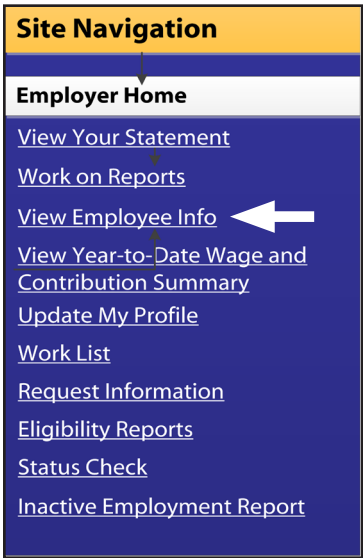 Site Navigation
Employer Home
View Your Statement
Work on Reports
View Employee Info
View Year-to-Date Wage and
Contribution Summary
Update My Profile
Work List
Request Information
Eligibility Reports
Status Check
Inactive Employment Report